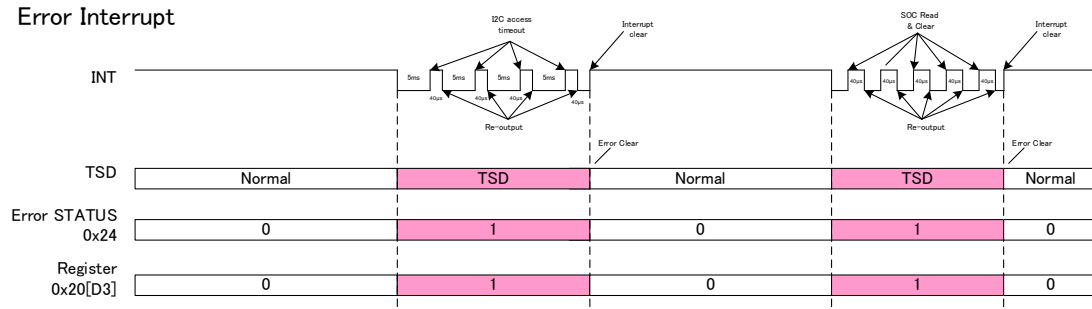 Error Interrupt
I2C access
timeout
Interrupt
clear
SOC Read
& Clear
Interrupt
clear
INT
5ms 5ms 5ms 5ms
40μs 40μs 40μs 40μs
40μs 40μs 40μs 40μs 40μs
Re-output
Re-output
Error Clear
Error Clear
TSD
Normal TSD Normal TSD Normal
Error STATUS
0x24
0 1 0 1 0
Register
0x20[D3]
0 1 0 1 0